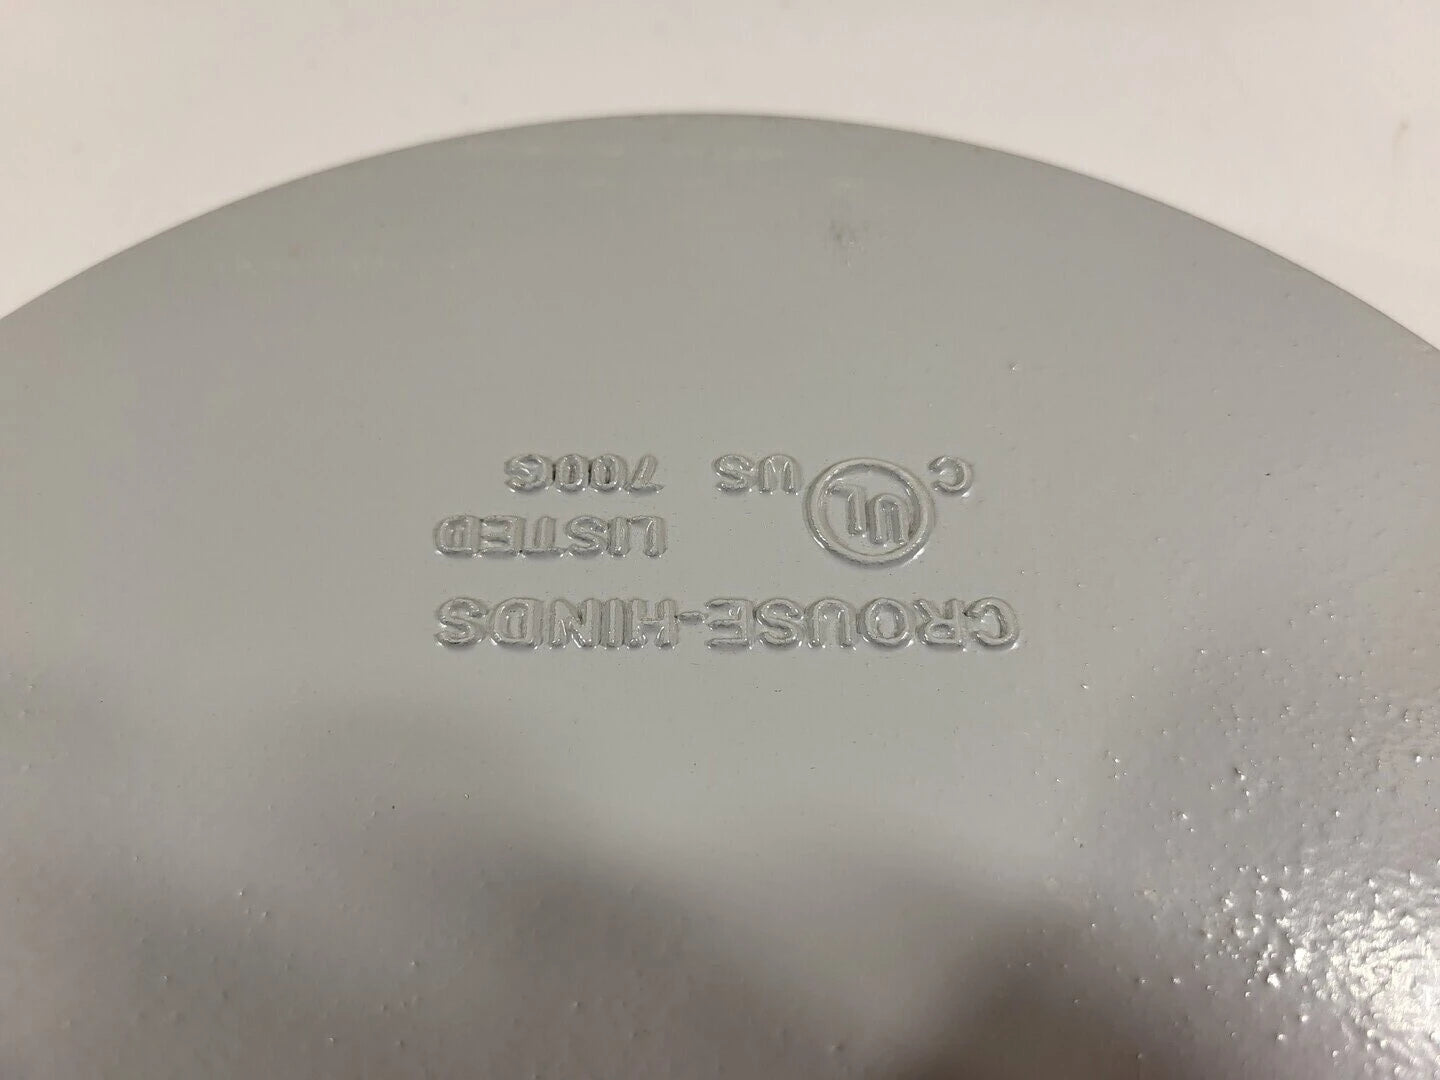 CROUSE-HINDS
LISTED
C UL US 700G